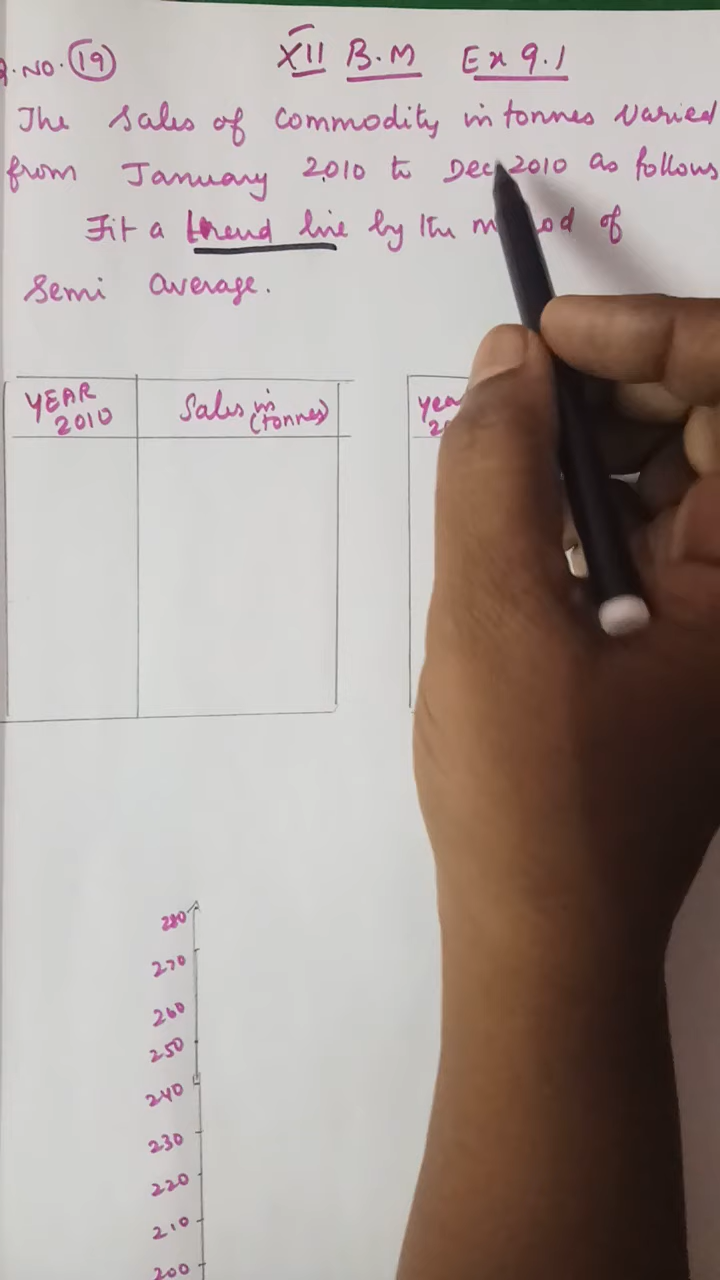 XII B.M Ex 9.1
.NO. 19
The sales of commodity in tonnes varied
from January 2010 to Dec 2010 as follows
Fit a trend line by the of
Semi average.
YEAR 2010 Sales in (tonnes)
280
270
260
250
240
230
220
210
200